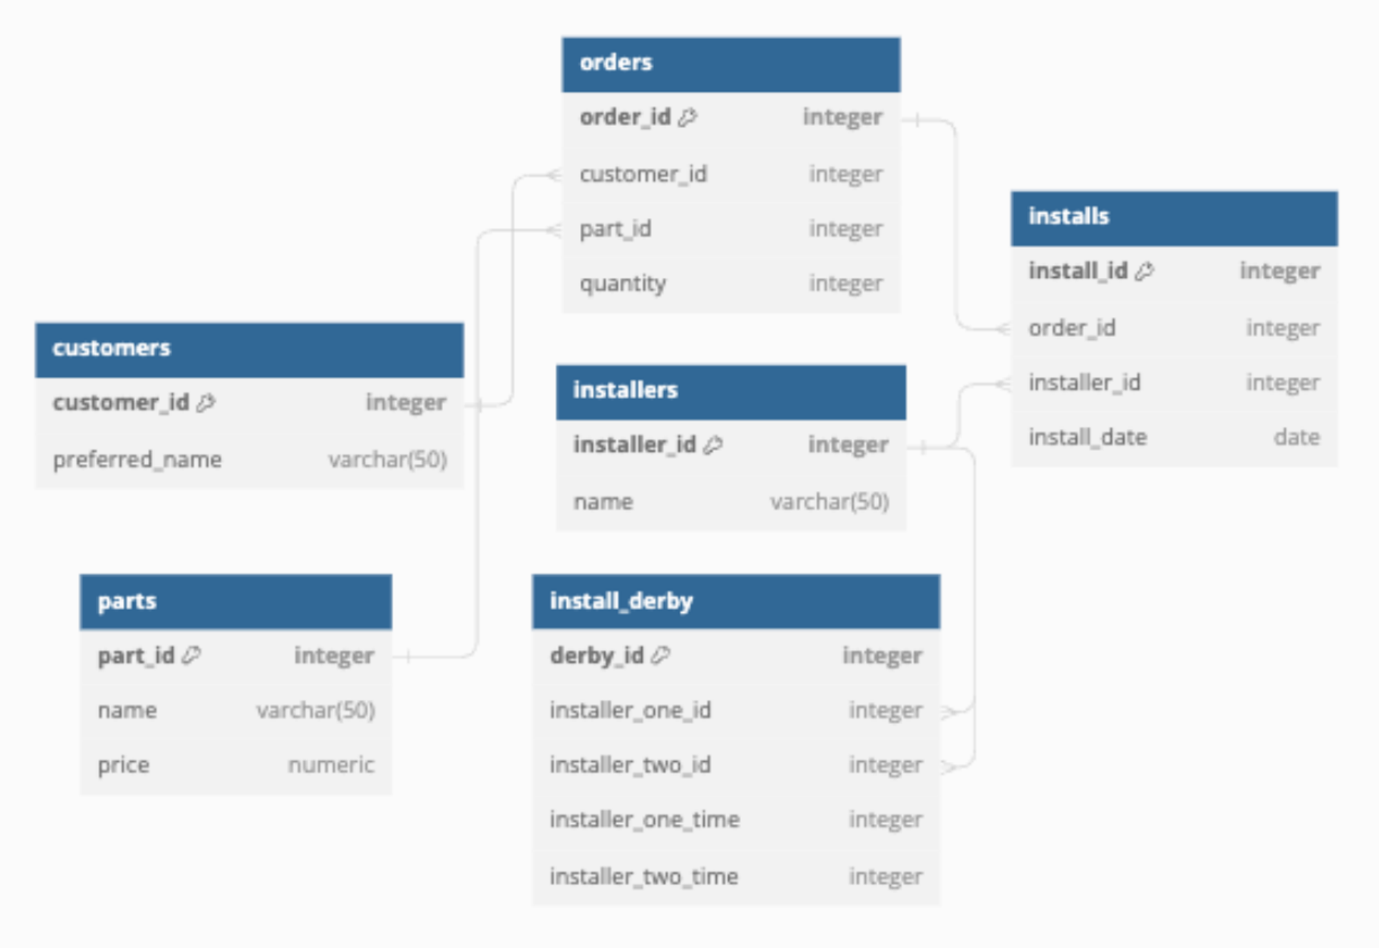 orders
order_id integer
customer_id integer
part_id integer
quantity integer
installs
install_id integer
order_id integer
installer_id integer
install_date date
customers
customer_id integer
preferred_name varchar(50)
installers
installer_id integer
name varchar(50)
parts
part_id integer
name varchar(50)
price numeric
install_derby
derby_id integer
installer_one_id integer
installer_two_id integer
installer_one_time integer
installer_two_time integer